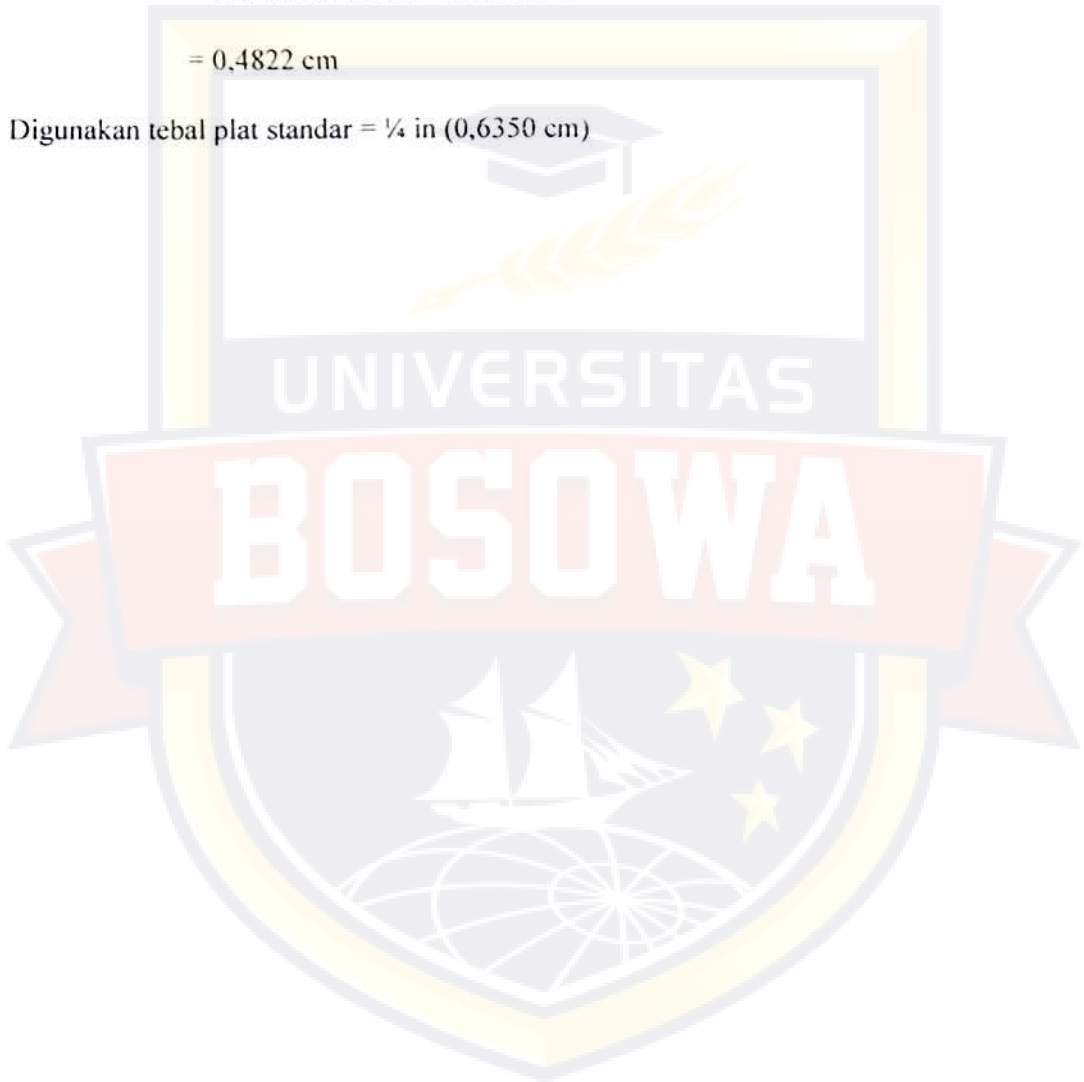 = 0,4822 cm
Digunakan tebal plat standar = ¼ in (0,6350 cm)
UNIVERSITAS
BOSOWA